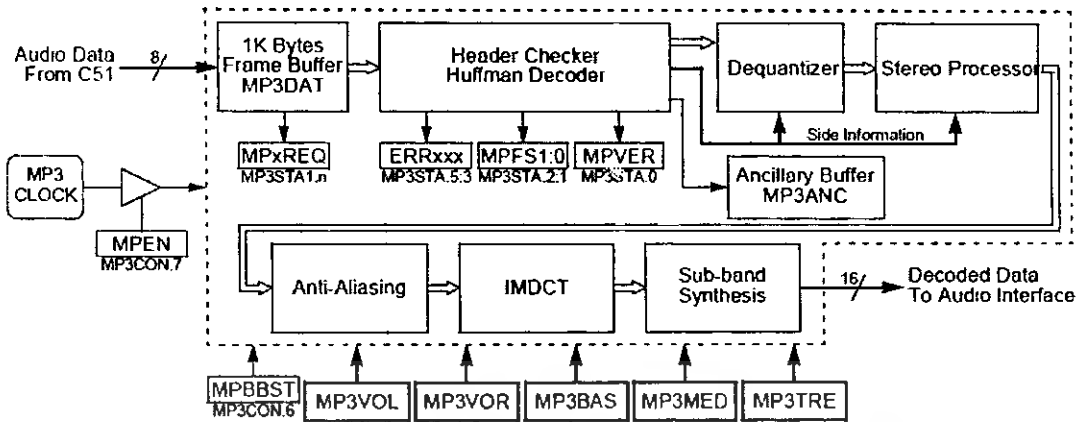 Audio Data
From C51
8
1K Bytes
Frame Buffer
MP3DAT
Header Checker
Huffman Decoder
Dequantizer
Stereo Processor
Side Information
MPxREQ
MP3STA1.n
ERRxxx
MP3STA.5:3
MPFS1:0
MP3STA.2:1
MPVER
MP3STA.0
Ancillary Buffer
MP3ANC
MP3
CLOCK
MPEN
MP3CON.7
Anti-Aliasing
IMDCT
Sub-band
Synthesis
16
Decoded Data
To Audio Interface
MPBBST
MP3CON.6
MP3VOL
MP3VOR
MP3BAS
MP3MED
MP3TRE